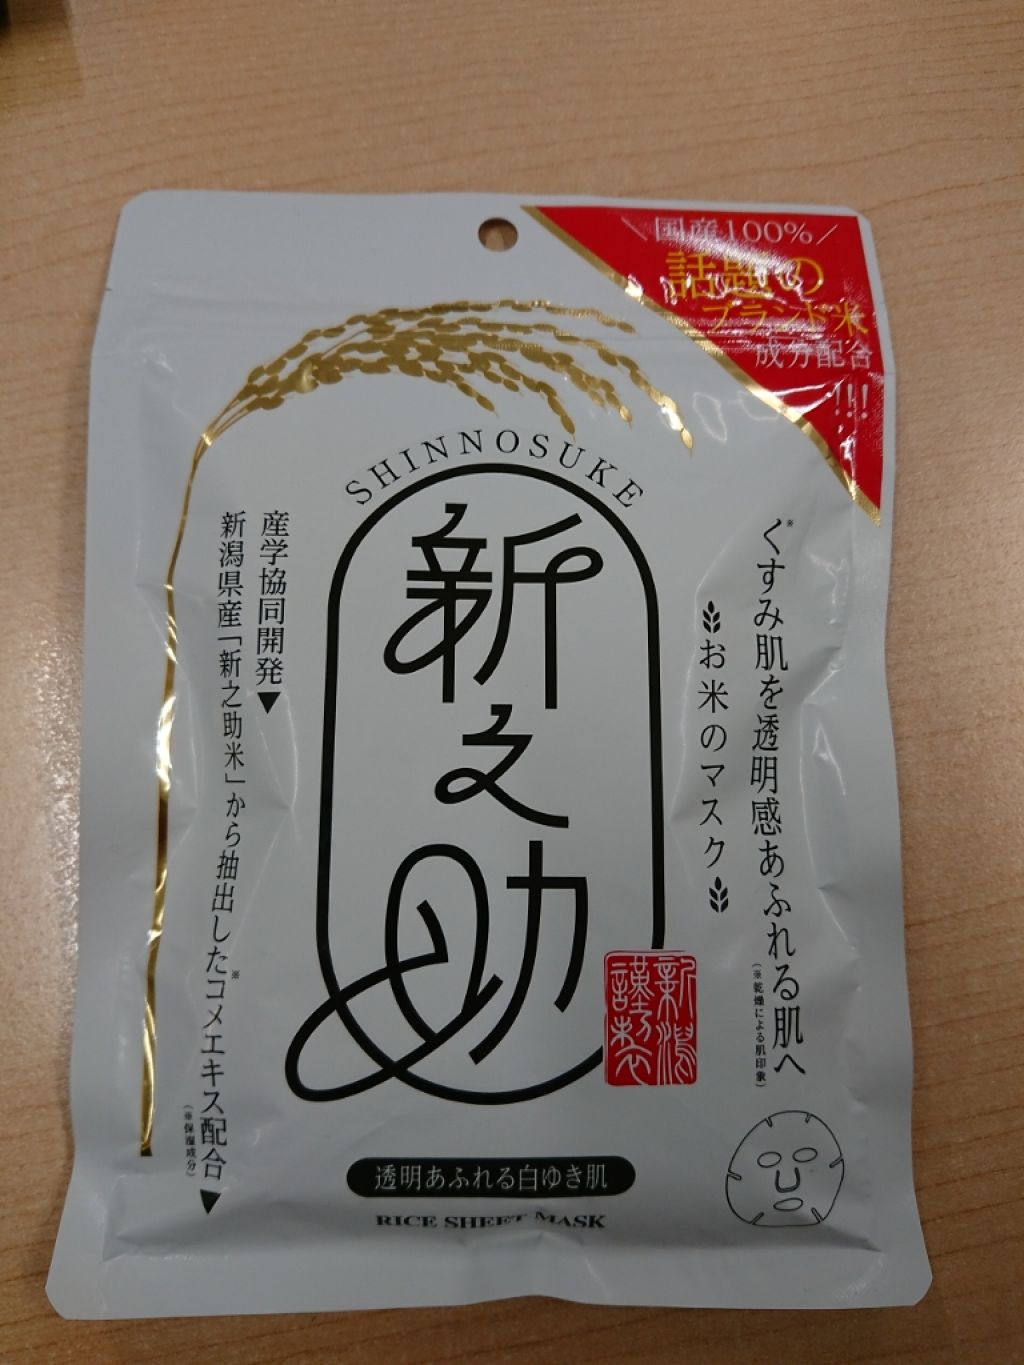 国産100%
話題の
ブランド米
成分配合
!!!
SHINNOSUKE
新之助
くすみ肌を透明感あふれる肌へ
(※乾燥による肌印象)
お米のマスク
産学協同開発▼
新潟県産「新之助米」から抽出した※コメエキス配合▼
(※保湿成分)
新潟
謹製
透明あふれる白ゆき肌
RICE SHEET MASK